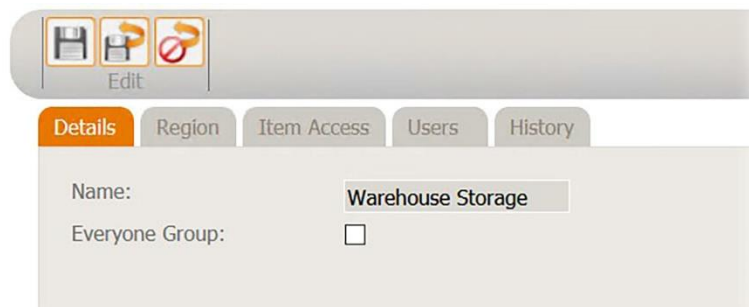 Edit
Details Region Item Access Users History
Name: Warehouse Storage
Everyone Group: